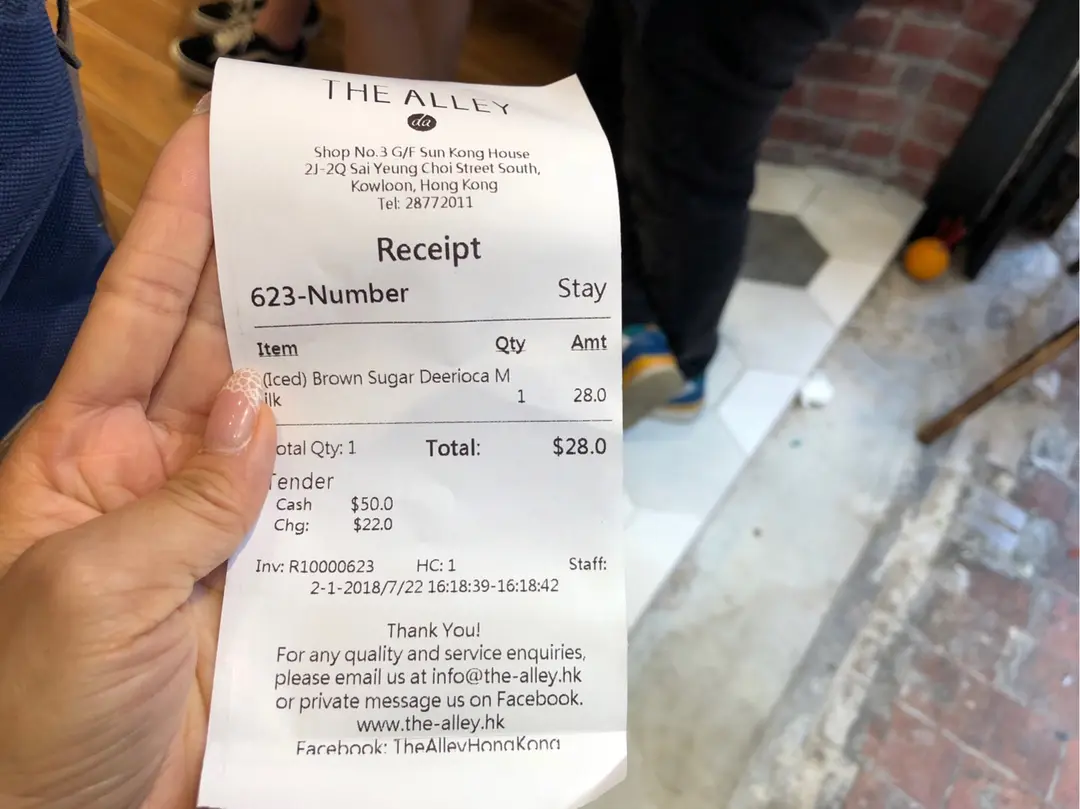 THE ALLEY
da
Shop No.3 G/F Sun Kong House
2J-2Q Sai Yeung Choi Street South,
Kowloon, Hong Kong
Tel: 28772011
Receipt
623-Number Stay
Item Qty Amt
(Iced) Brown Sugar Deerioca M
ilk 1 28.0
otal Qty: 1 Total: $28.0
Tender
Cash $50.0
Chg: $22.0
Inv: R10000623 HC: 1 Staff:
2-1-2018/7/22 16:18:39-16:18:42
Thank You!
For any quality and service enquiries,
please email us at info@the-alley.hk
or private message us on Facebook.
www.the-alley.hk
Facebook: TheAlleyHongKong